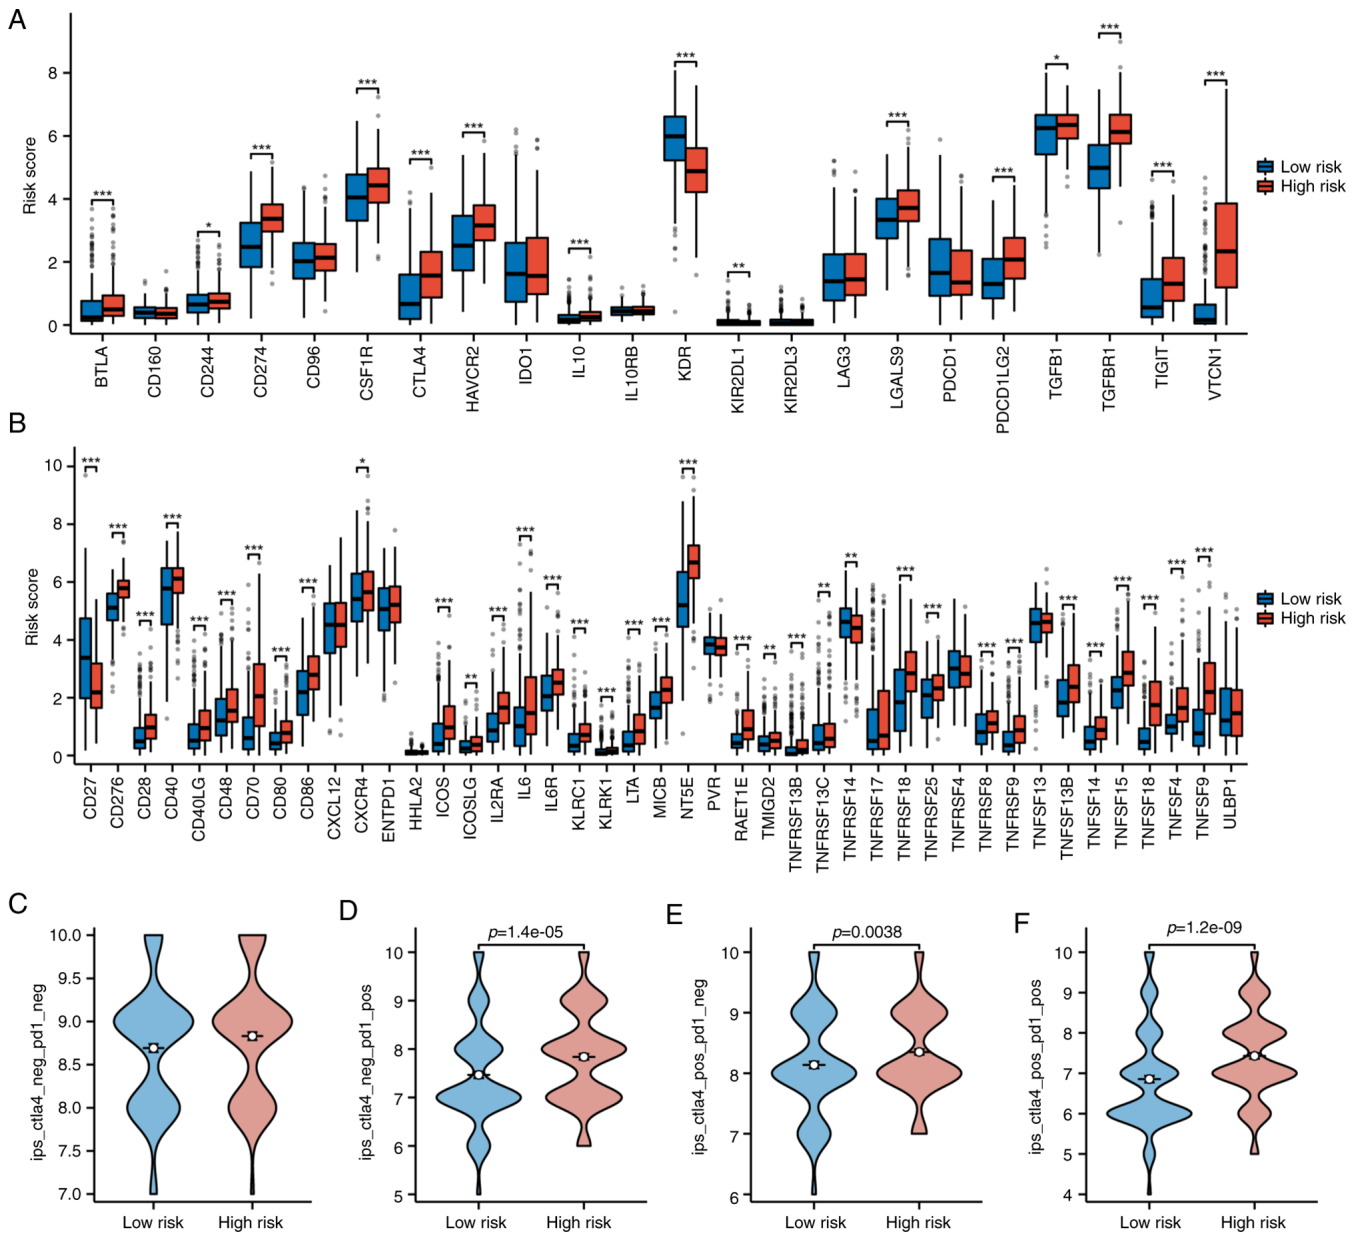 A
***
***
*
***
***
***
***
***
***
**
***
***
*
***
***
***
Risk score
8
6
4
2
0
Low risk
High risk
BTLA
CD160
CD244
CD274
CD96
CSF1R
CTLA4
HAVCR2
IDO1
IL10
IL10RB
KDR
KIR2DL1
KIR2DL3
LAG3
LGALS9
PDCD1
PDCD1LG2
TGFB1
TGFBR1
TIGIT
VTCN1
B
***
***
***
***
***
***
***
***
***
*
***
**
***
***
***
***
***
***
***
***
***
**
***
**
**
***
***
***
***
***
***
***
***
***
***
Risk score
10
8
6
4
2
0
Low risk
High risk
CD27
CD276
CD28
CD40
CD40LG
CD48
CD70
CD80
CD86
CXCL12
CXCR4
ENTPD1
HHLA2
ICOS
ICOSLG
IL2RA
IL6
IL6R
KLRC1
KLRK1
LTA
MICB
NT5E
PVR
RAET1E
TMIGD2
TNFRSF13B
TNFRSF13C
TNFRSF14
TNFRSF17
TNFRSF18
TNFRSF25
TNFRSF4
TNFRSF8
TNFRSF9
TNFSF13
TNFSF13B
TNFSF14
TNFSF15
TNFSF18
TNFSF4
TNFSF9
ULBP1
C
ips_ctla4_neg_pd1_neg
10.0
9.5
9.0
8.5
8.0
7.5
7.0
Low risk
High risk
D
p=1.4e-05
ips_ctla4_neg_pd1_pos
10
9
8
7
6
5
Low risk
High risk
E
p=0.0038
ips_ctla4_pos_pd1_neg
10
9
8
7
6
Low risk
High risk
F
p=1.2e-09
ips_ctla4_pos_pd1_pos
10
9
8
7
6
5
4
Low risk
High risk